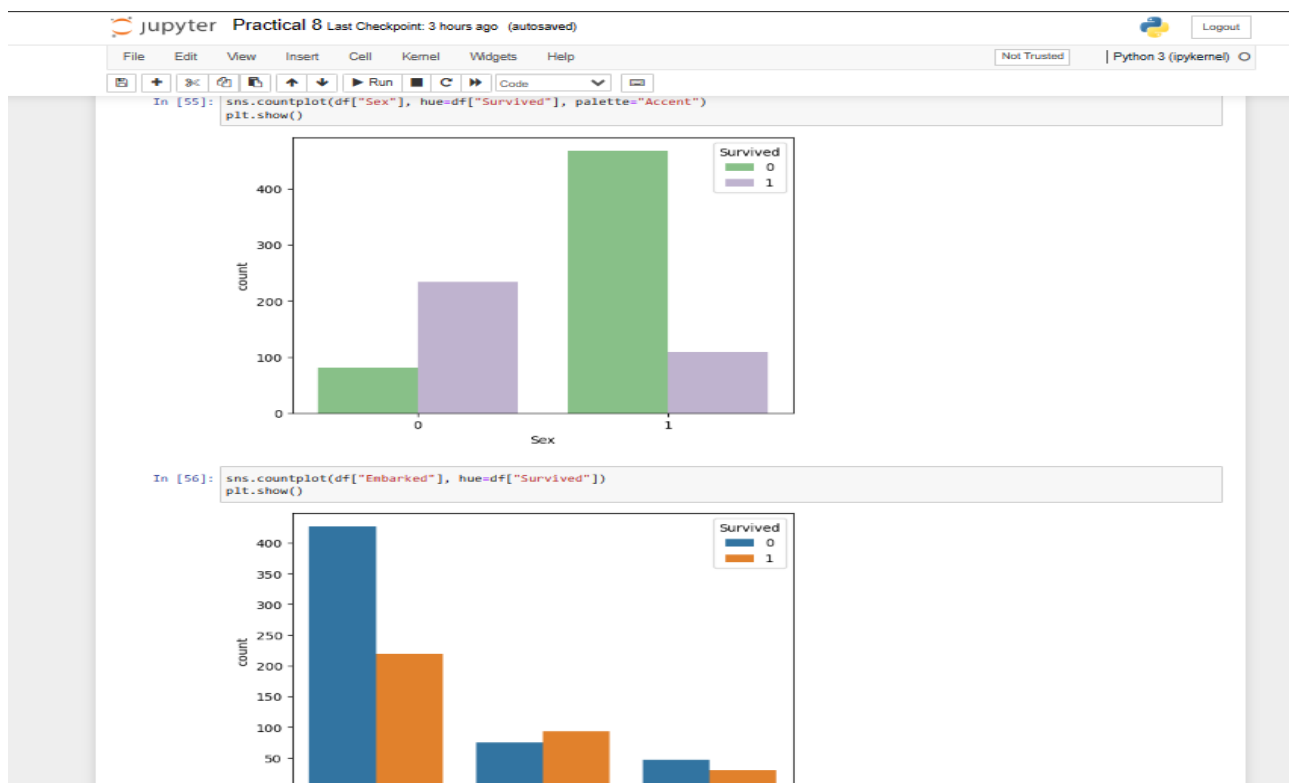 jupyter Practical 8 Last Checkpoint: 3 hours ago (autosaved)
Logout
File Edit View Insert Cell Kernel Widgets Help
Not Trusted
Python 3 (ipykernel)
Run
Code
In [55]: sns.countplot(df["Sex"], hue=df["Survived"], palette="Accent")
plt.show()
Survived
0
1
400
300
200
100
0
count
0 1
Sex
In [56]: sns.countplot(df["Embarked"], hue=df["Survived"])
plt.show()
Survived
0
1
400
350
300
250
200
150
100
50
count